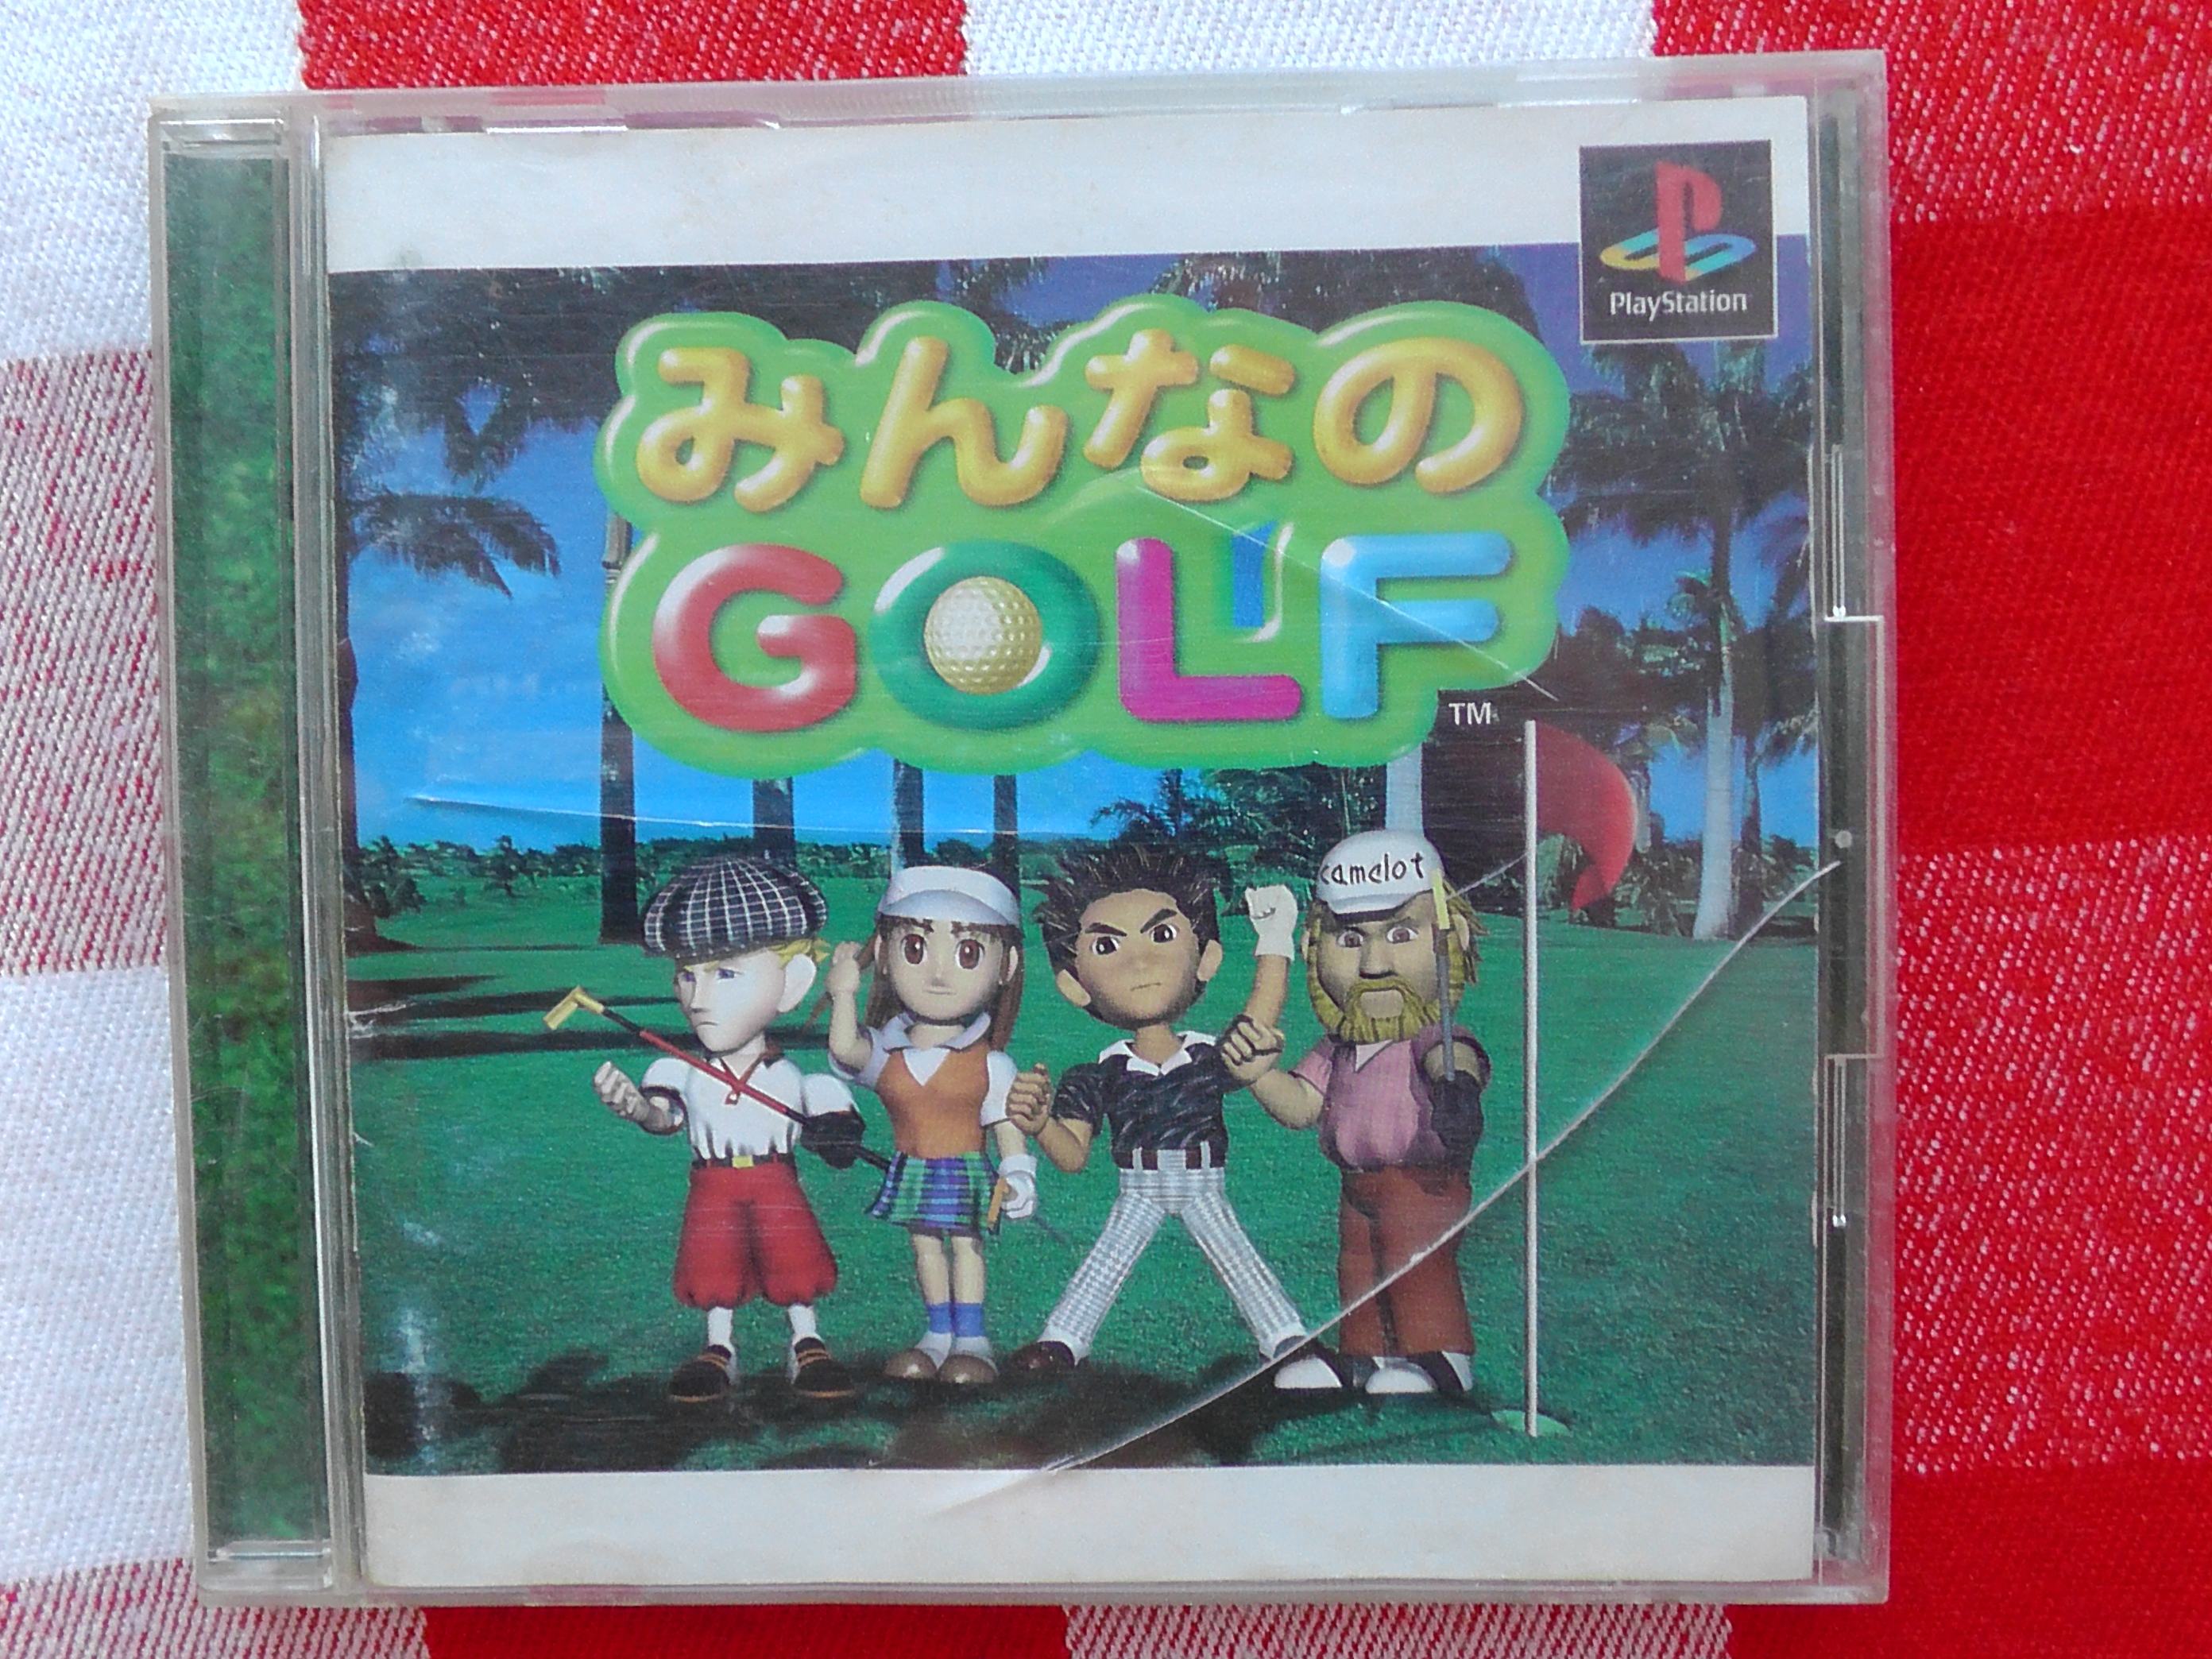 PlayStation
みんなの
GOLF
TM
camelot